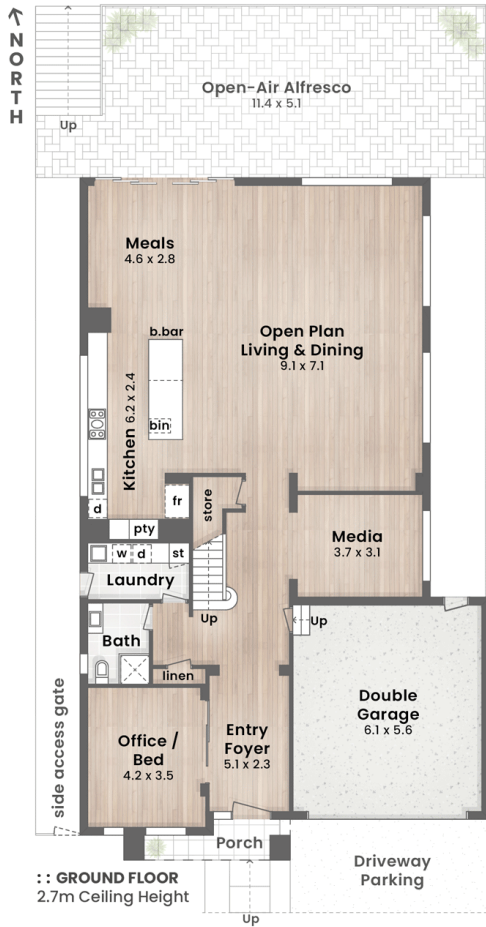 NORTH
Open-Air Alfresco
11.4 x 5.1
Up
Meals
4.6 x 2.8
b.bar
Open Plan
Living & Dining
9.1 x 7.1
Kitchen 6.2 x 2.4
bin
d
fr
store
pty
w d st
Laundry
Media
3.7 x 3.1
Up
Up
Bath
linen
Double
Garage
6.1 x 5.6
Office /
Bed
4.2 x 3.5
Entry
Foyer
5.1 x 2.3
side access gate
Porch
Driveway
Parking
:: GROUND FLOOR
2.7m Ceiling Height
Up